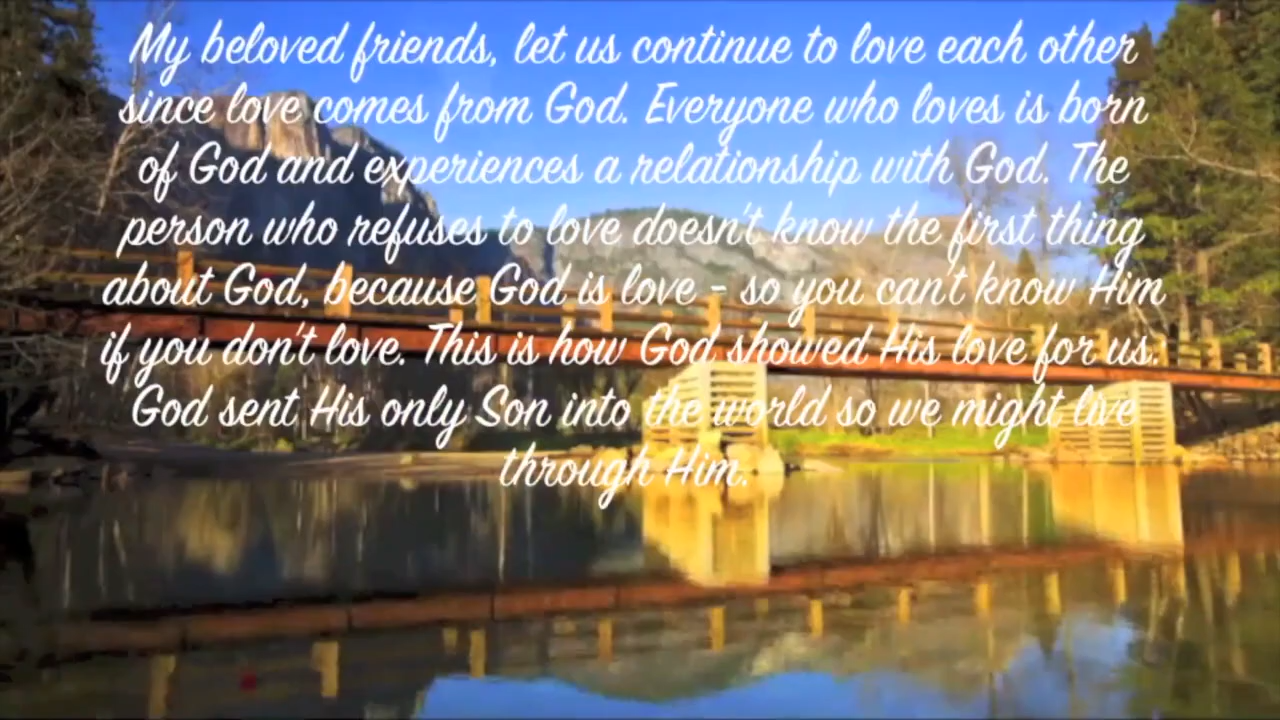 My beloved friends, let us continue to love each other
since love comes from God. Everyone who loves is born
of God and experiences a relationship with God. The
person who refuses to love doesn't know the first thing
about God, because God is love - so you can't know Him
if you don't love. This is how God showed His love for us.
God sent His only Son into the world so we might live
through Him.